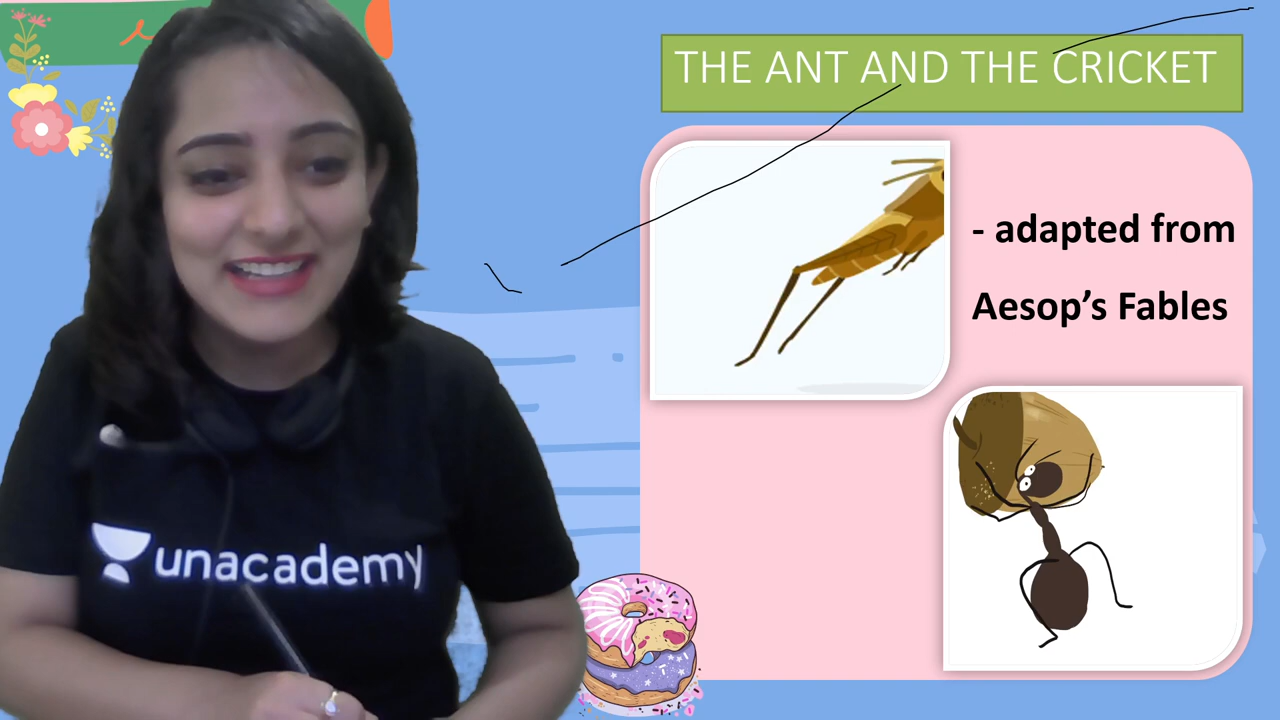 THE ANT AND THE CRICKET
- adapted from
Aesop’s Fables
unacademy